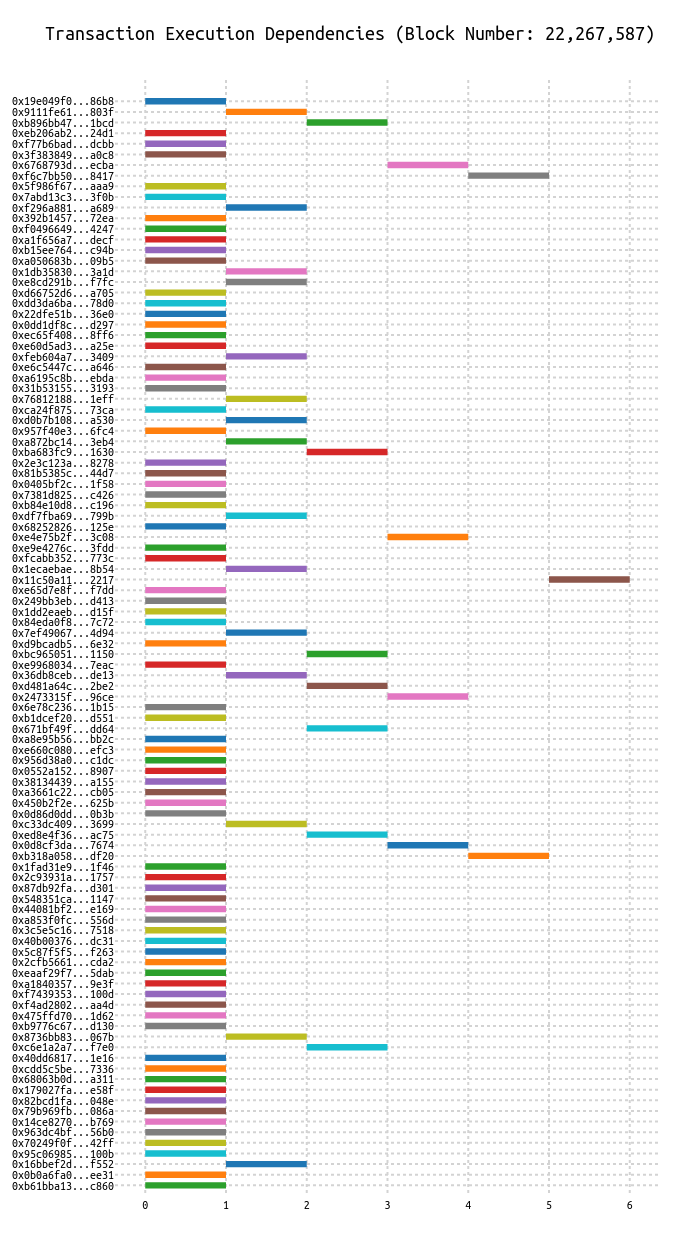 Transaction Execution Dependencies (Block Number: 22,267,587)
0x19e049f0...86b8
0x9111fe61...803f
0xb896bb47...1bcd
0xeb206ab2...24d1
0xf77b6bad...dcbb
0x3f383849...a0c8
0x6768793d...ecba
0xf6c7bb50...8417
0x5f986f67...aaa9
0x7abd13c3...3f0b
0xf296a881...a689
0x392b1457...72ea
0xf0496649...4247
0xa1f656a7...decf
0xb15ee764...c94b
0xa050683b...09b5
0x1db35830...3a1d
0xe8cd291b...f7fc
0xd66752d6...a705
0xdd3da6ba...78d0
0x22dfe51b...36e0
0x0dd1df8c...d297
0xec65f408...8ff6
0xe60d5ad3...a25e
0xfeb604a7...3409
0xe6c5447c...a646
0xa6195c8b...ebda
0x31b53155...3193
0x76812188...1eff
0xca24f875...73ca
0xd0b7b108...a530
0x957f40e3...6fc4
0xa872bc14...3eb4
0xba683fc9...1630
0x2e3c123a...8278
0x81b5385c...44d7
0x0405bf2c...1f58
0x7381d825...c426
0xb84e10d8...c196
0xdf7fba69...799b
0x68252826...125e
0xe4e75b2f...3c08
0xe9e4276c...3fdd
0xfcabb352...773c
0x1ecaebae...8b54
0x11c50a11...2217
0xe65d7e8f...f7dd
0x249bb3eb...d413
0x1dd2eaeb...d15f
0x84eda0f8...7c72
0x7ef49067...4d94
0xd9bcadb5...6e32
0xbc965051...1150
0xe9968034...7eac
0x36db8ceb...de13
0xd481a64c...2be2
0x2473315f...96ce
0x6e78c236...1b15
0xb1dcef20...d551
0x671bf49f...dd64
0xa8e95b56...bb2c
0xe660c080...efc3
0x956d38a0...c1dc
0x0552a152...8907
0x38134439...a155
0xa3661c22...cb05
0x450b2f2e...625b
0x0d86d0dd...0b3b
0xc33dc409...3699
0xed8e4f36...ac75
0x0d8cf3da...7674
0xb318a058...df20
0x1fad31e9...1f46
0x2c93931a...1757
0x87db92fa...d301
0x548351ca...1147
0x44081bf2...e169
0xa853f0fc...556d
0x3c5e5c16...7518
0x40b00376...dc31
0x5c87f5f5...f263
0x2cfb5661...cda2
0xeaaf29f7...5dab
0xa1840357...9e3f
0xf7439353...100d
0xf4ad2802...aa4d
0x475ffd70...1d62
0xb9776c67...d130
0x8736bb83...067b
0xc6e1a2a7...f7e0
0x40dd6817...1e16
0xcdd5c5be...7336
0x68063b0d...a311
0x179027fa...e58f
0x82bcd1fa...048e
0x79b969fb...086a
0x14ce8270...b769
0x963dc4bf...56b0
0x70249f0f...42ff
0x95c06985...100b
0x16bbef2d...f552
0x0b0a6fa0...ee31
0xb61bba13...c860
0 1 2 3 4 5 6